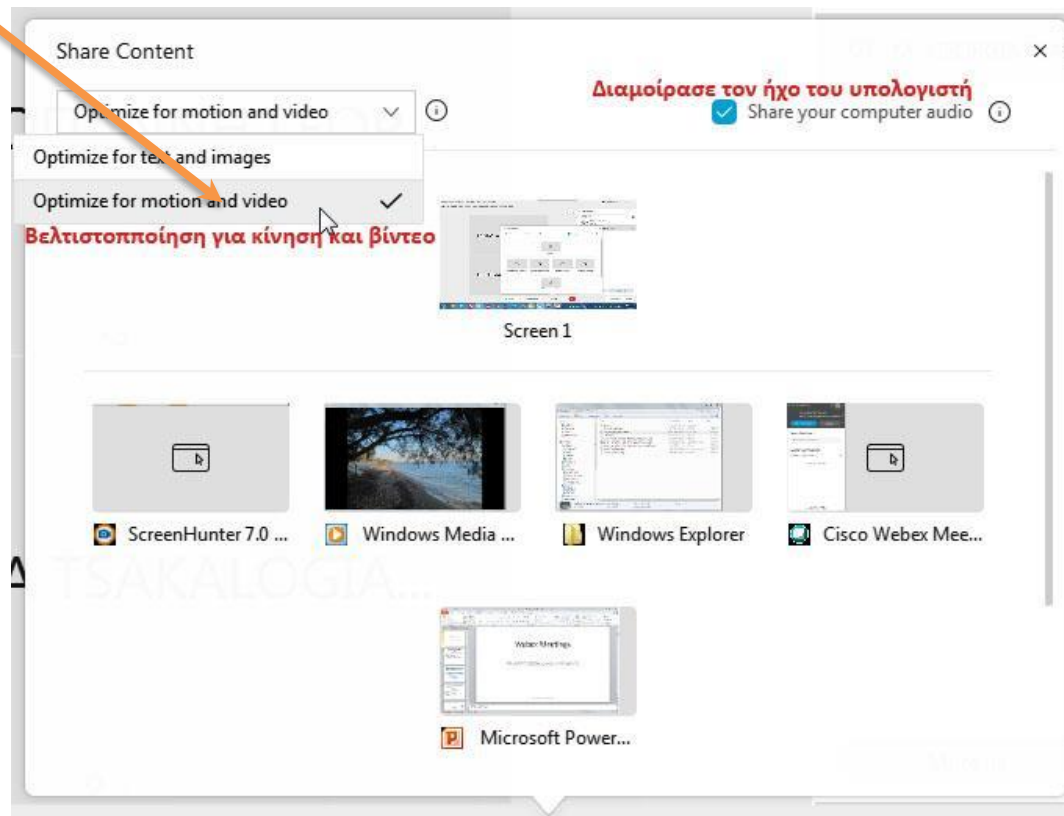 Share Content
Διαμοίρασε τον ήχο του υπολογιστή
Optimize for motion and video
Share your computer audio
Optimize for text and images
Optimize for motion and video
Βελτιστοπποίηση για κίνηση και βίντεο
Screen 1
ScreenHunter 7.0 ...
Windows Media ...
Windows Explorer
Cisco Webex Mee...
TSAKALOGIA...
Webex Meetings
Microsoft Power...